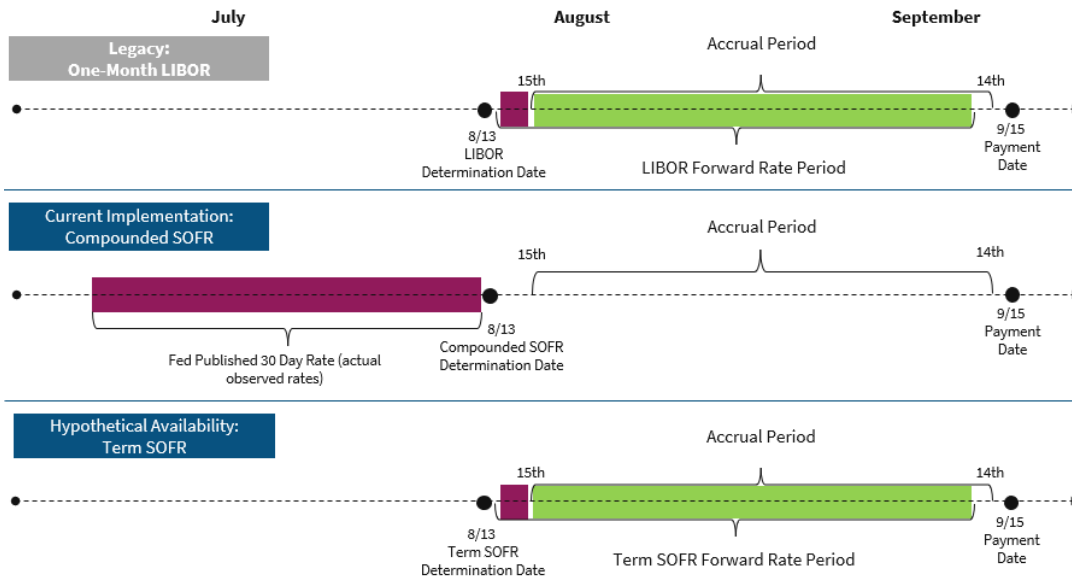 July
August
September
Legacy:
One-Month LIBOR
Accrual Period
15th
14th
8/13
LIBOR
Determination Date
LIBOR Forward Rate Period
9/15
Payment
Date
Current Implementation:
Compounded SOFR
Accrual Period
15th
14th
8/13
Compounded SOFR
Determination Date
Fed Published 30 Day Rate (actual
observed rates)
9/15
Payment
Date
Hypothetical Availability:
Term SOFR
Accrual Period
15th
14th
8/13
Term SOFR
Determination Date
Term SOFR Forward Rate Period
9/15
Payment
Date